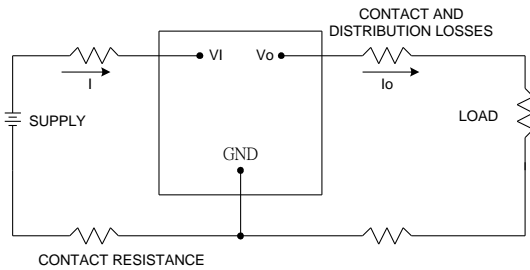 CONTACT AND
DISTRIBUTION LOSSES
VI
Vo
I
Io
SUPPLY
LOAD
GND
CONTACT RESISTANCE